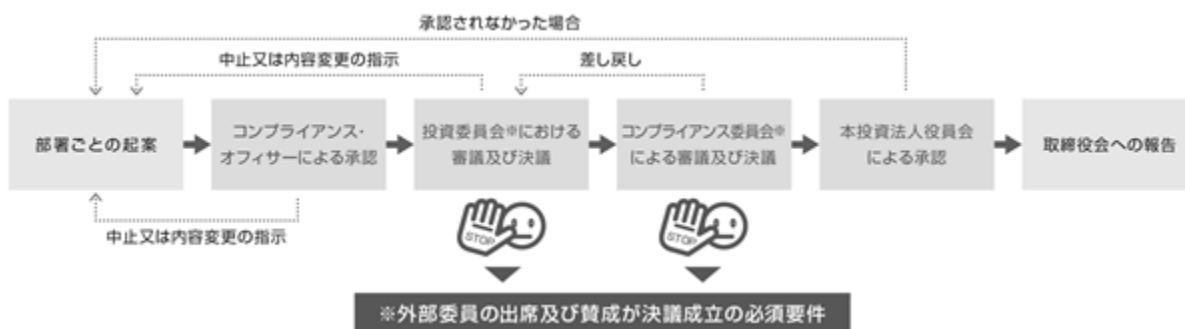 承認されなかった場合
中止又は内容変更の指示
差し戻し
部署ごとの起案
コンプライアンス・
オフィサーによる承認
投資委員会※における
審議及び決議
コンプライアンス委員会※
による審議及び決議
本投資法人役員会
による承認
取締役会への報告
中止又は内容変更の指示
STOP
STOP
※外部委員の出席及び賛成が決議成立の必須要件